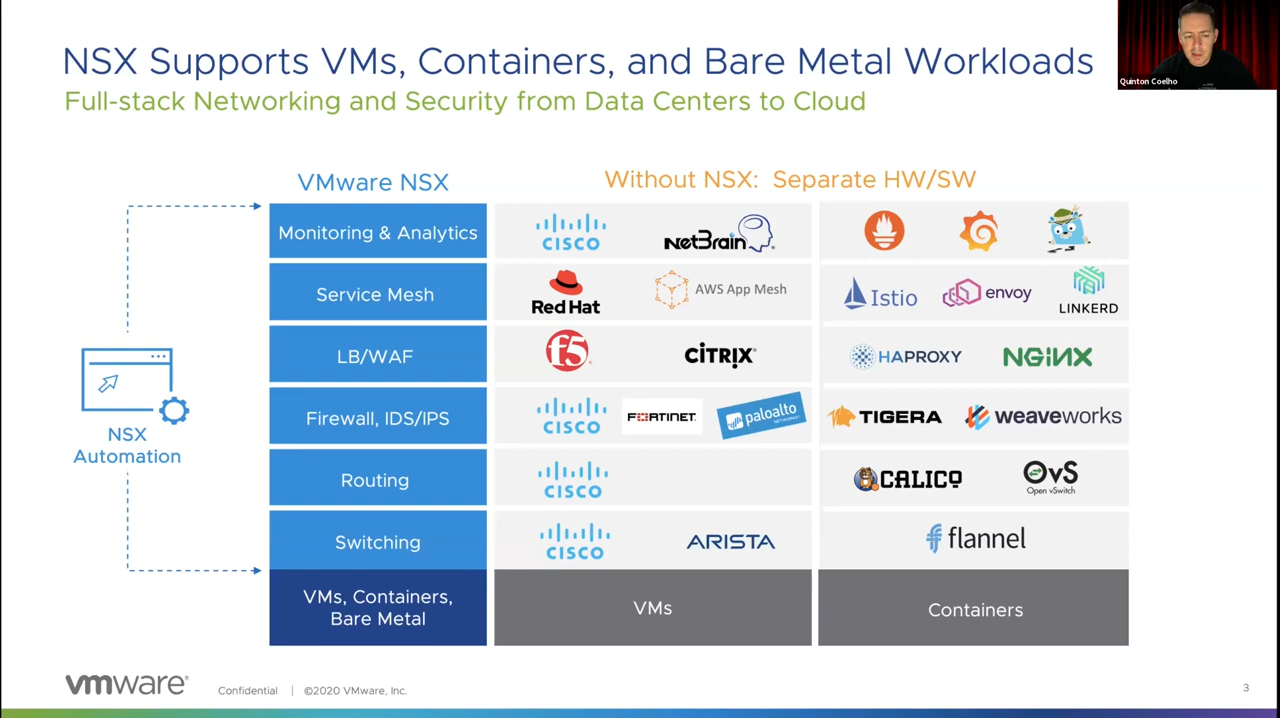 NSX Supports VMs, Containers, and Bare Metal Workloads
Full-stack Networking and Security from Data Centers to Cloud
Quinton Coelho
VMware NSX
Without NSX: Separate HW/SW
Monitoring & Analytics
CISCO
NetBrain
Service Mesh
Red Hat
AWS App Mesh
Istio
envoy
LINKERD
LB/WAF
f5
CiTRIX
HAPROXY
NGINX
Firewall, IDS/IPS
CISCO
FORTINET
paloalto
NETWORKS
TIGERA
weaveworks
Routing
CISCO
CALICO
OvS
Open vSwitch
Switching
CISCO
ARISTA
flannel
VMs, Containers,
Bare Metal
VMs
Containers
NSX
Automation
vmware
Confidential | ©2020 VMware, Inc.
3